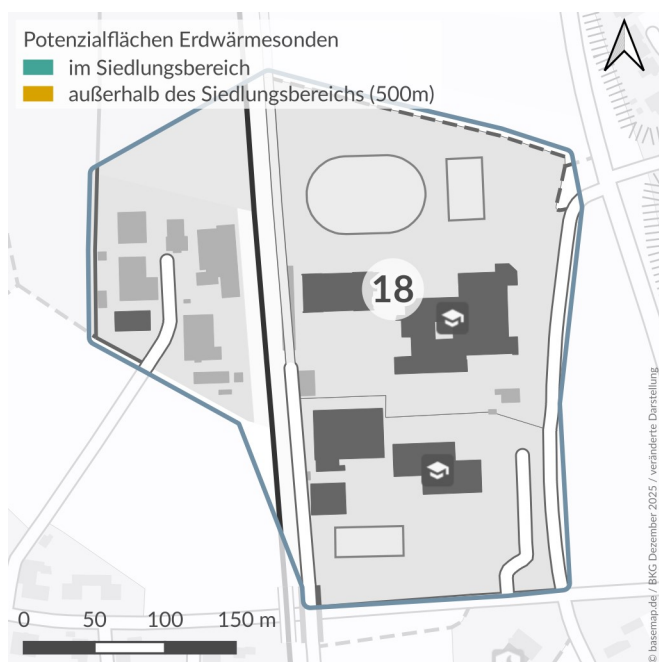 Potenzialflächen Erdwärmesonden
im Siedlungsbereich
außerhalb des Siedlungsbereichs (500m)
18
0 50 100 150 m
© basemap.de / BKG Dezember 2025 / veränderte Darstellung